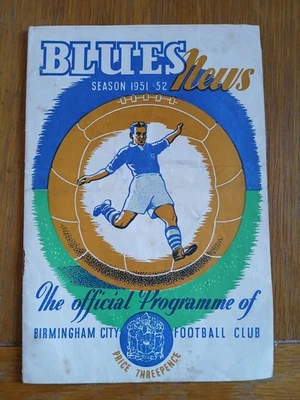 BLUES
News
SEASON 1951-52
The official Programme of
BIRMINGHAM CITY FOOTBALL CLUB
PRICE THREEPENCE